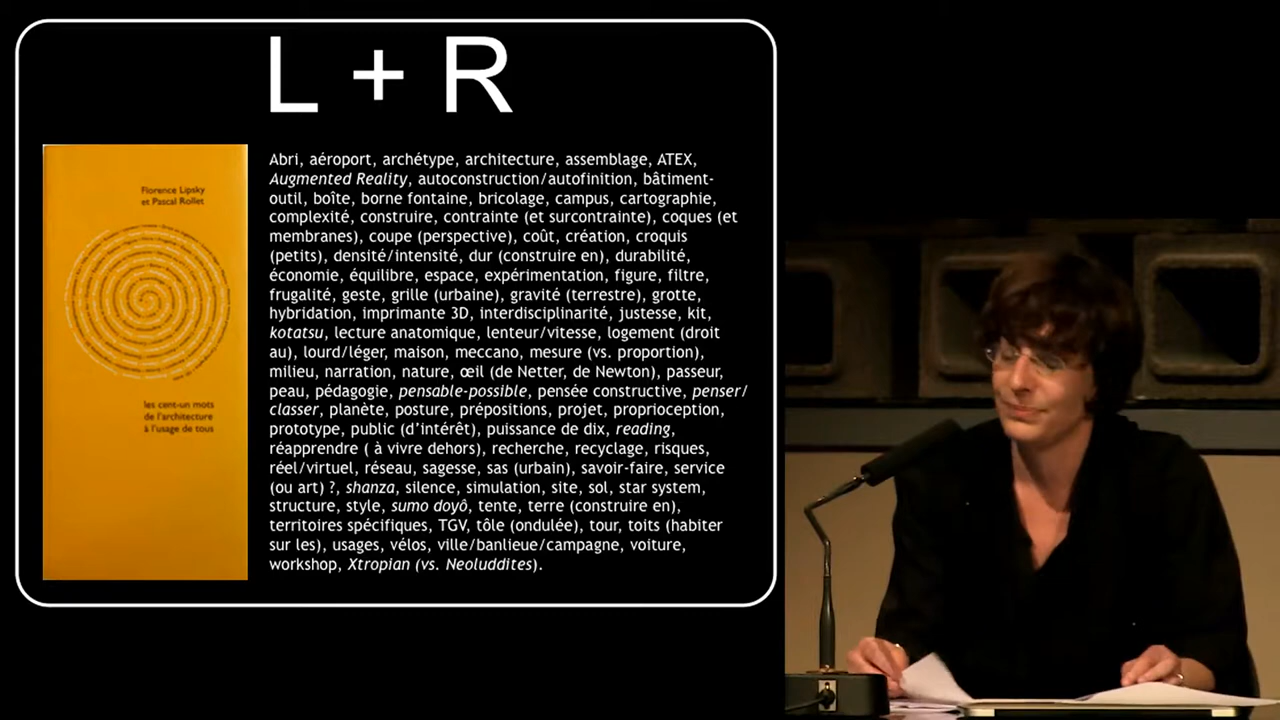 L + R
Florence Lipsky
et Pascal Rollet
les cent-un mots
de l'architecture
à l'usage de tous
Abri, aéroport, archétype, architecture, assemblage, ATEX,
Augmented Reality, autoconstruction/autofinition, bâtiment-
outil, boîte, borne fontaine, bricolage, campus, cartographie,
complexité, construire, contrainte (et surcontrainte), coques (et
membranes), coupe (perspective), coût, création, croquis
(petits), densité/intensité, dur (construire en), durabilité,
économie, équilibre, espace, expérimentation, figure, filtre,
frugalité, geste, grille (urbaine), gravité (terrestre), grotte,
hybridation, imprimante 3D, interdisciplinarité, justesse, kit,
kotatsu, lecture anatomique, lenteur/vitesse, logement (droit
au), lourd/léger, maison, meccano, mesure (vs. proportion),
milieu, narration, nature, œil (de Netter, de Newton), passeur,
peau, pédagogie, pensable-possible, pensée constructive, penser/
classer, planète, posture, prépositions, projet, proprioception,
prototype, public (d'intérêt), puissance de dix, reading,
réapprendre ( à vivre dehors), recherche, recyclage, risques,
réel/virtuel, réseau, sagesse, sas (urbain), savoir-faire, service
(ou art) ?, shanza, silence, simulation, site, sol, star system,
structure, style, sumo doyô, tente, terre (construire en),
territoires spécifiques, TGV, tôle (ondulée), tour, toits (habiter
sur les), usages, vélos, ville/banlieue/campagne, voiture,
workshop, Xtropian (vs. Neoluddites).